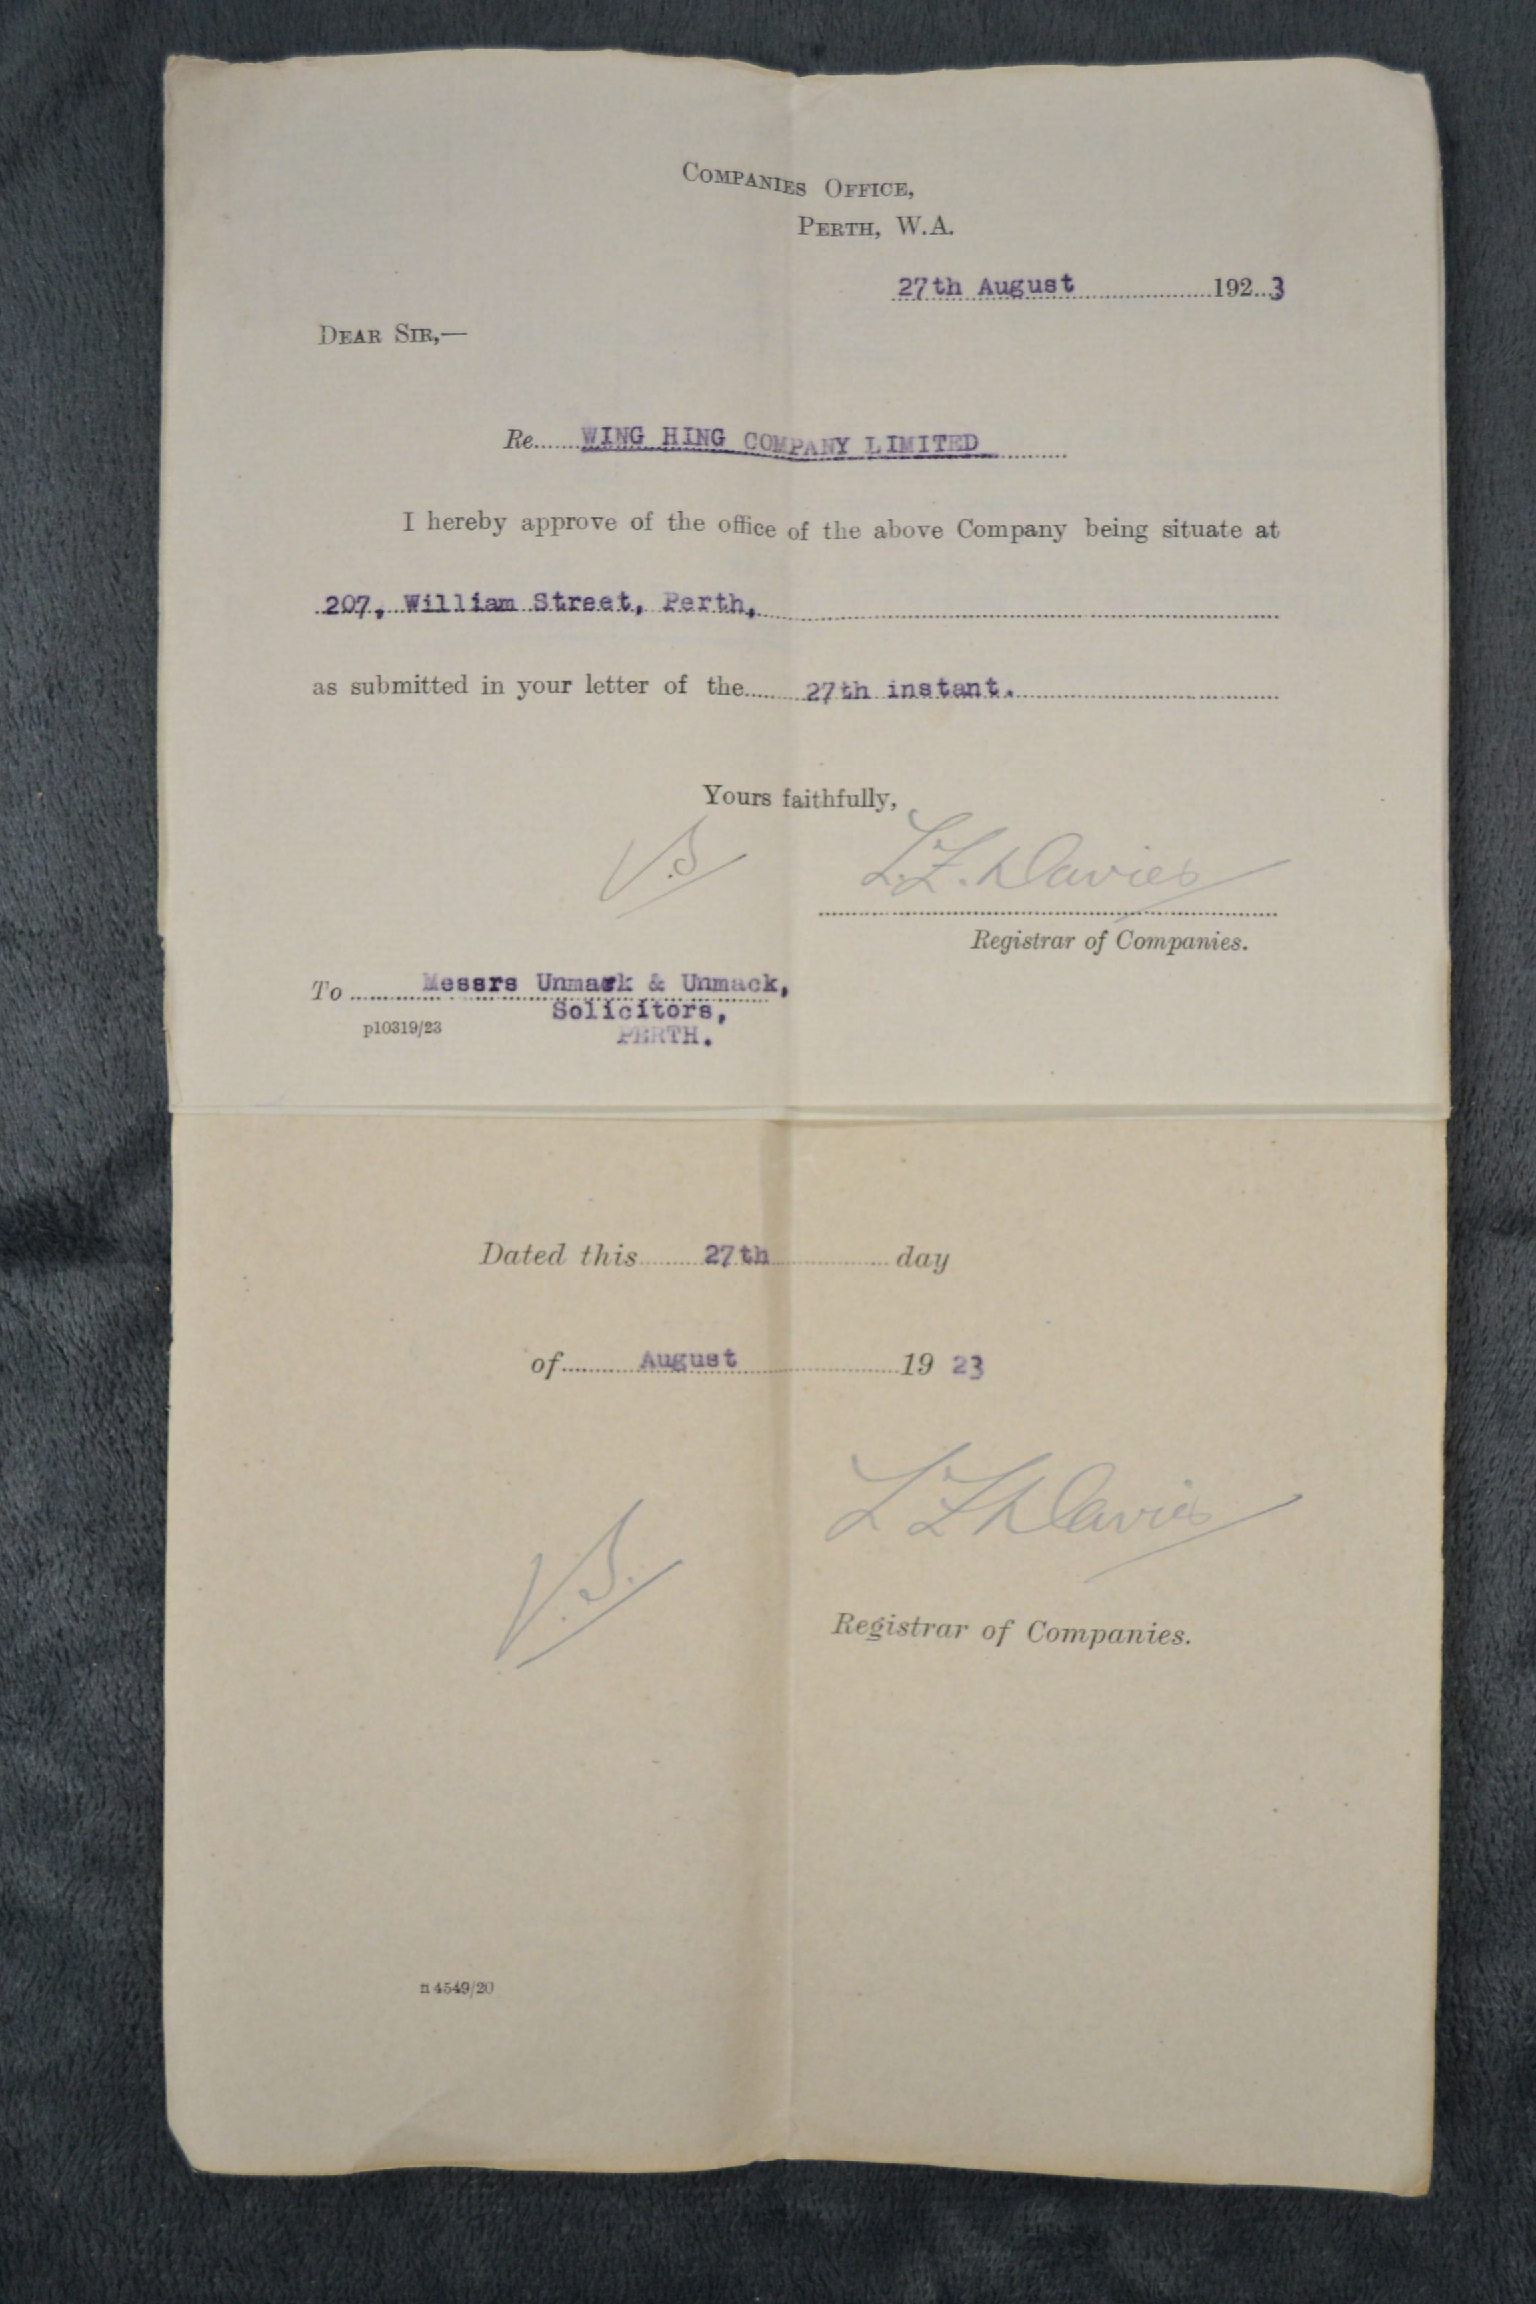 COMPANIES OFFICE,
PERTH, W.A.
27th August 1923
DEAR SIR,—
Re WING HING COMPANY LIMITED
I hereby approve of the office of the above Company being situate at
207, William Street, Perth,
as submitted in your letter of the 27th instant.
Yours faithfully,
Davies
Registrar of Companies.
To Messrs Unmack & Unmack,
Solicitors,
PERTH.
p10319/23
Dated this 27th day
of August 19 23
Davies
Registrar of Companies.
n 4549/20